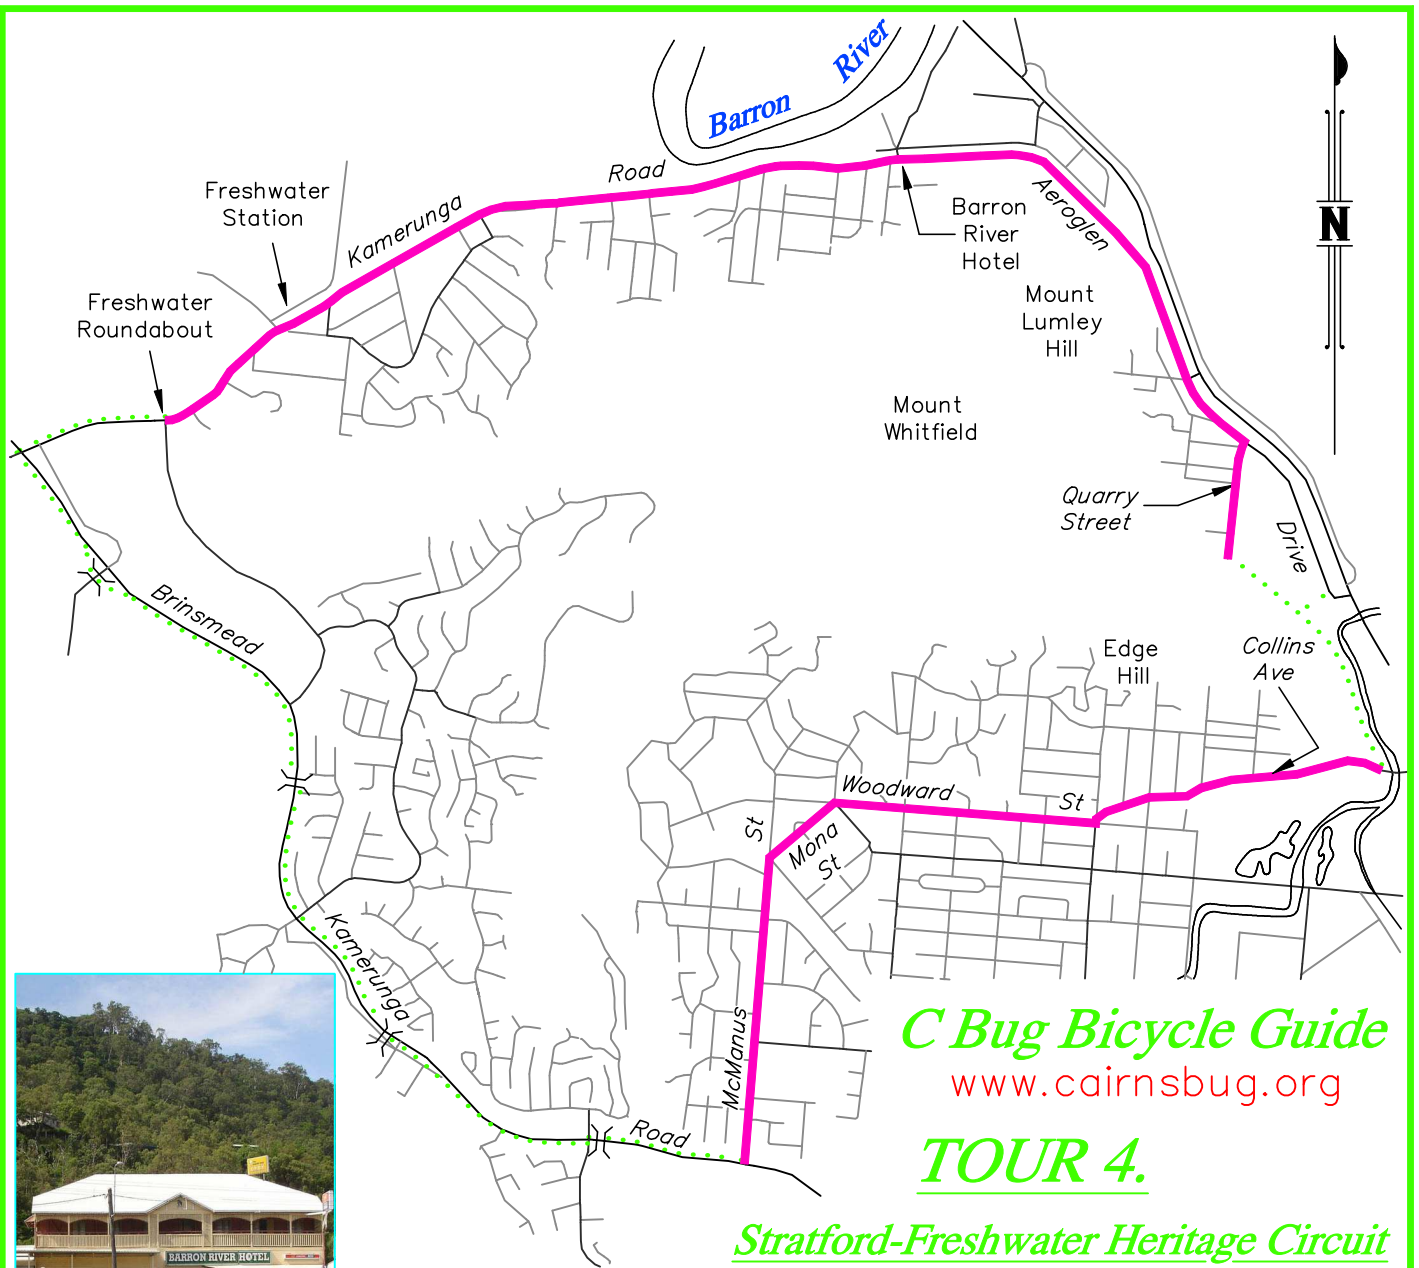 River
Barron
Road
Freshwater
Station
Kamerunga
Aeroglen
Barron
River
Hotel
N
Freshwater
Roundabout
Mount
Lumley
Hill
Mount
Whitfield
Quarry
Street
Drive
Brinsmead
Edge
Hill
Collins
Ave
Woodward
St
St
Mona
St
Kamerunga
McManus
Road
C Bug Bicycle Guide
www.cairnsbug.org
TOUR 4.
Stratford-Freshwater Heritage Circuit
BARRON RIVER HOTEL